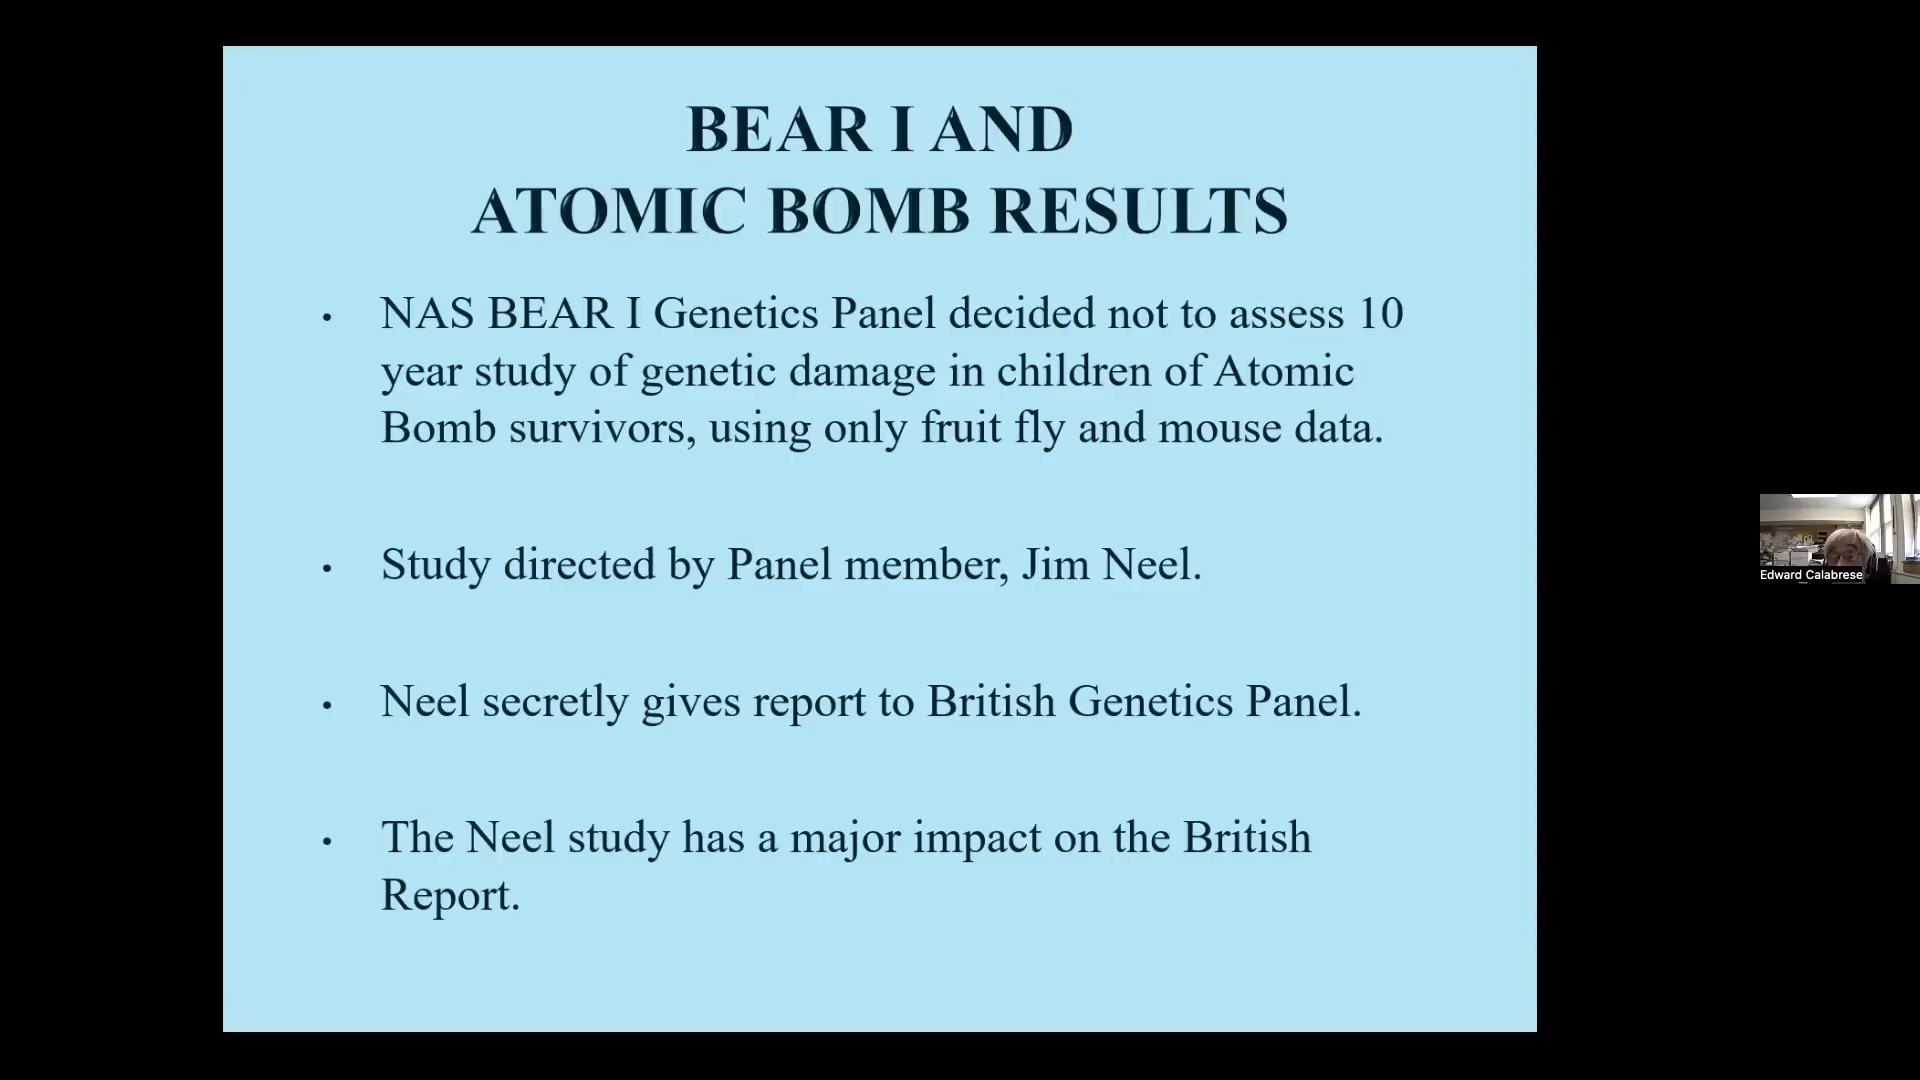 BEAR I AND
ATOMIC BOMB RESULTS
• NAS BEAR I Genetics Panel decided not to assess 10
year study of genetic damage in children of Atomic
Bomb survivors, using only fruit fly and mouse data.
• Study directed by Panel member, Jim Neel.
• Neel secretly gives report to British Genetics Panel.
• The Neel study has a major impact on the British
Report.
Edward Calabrese